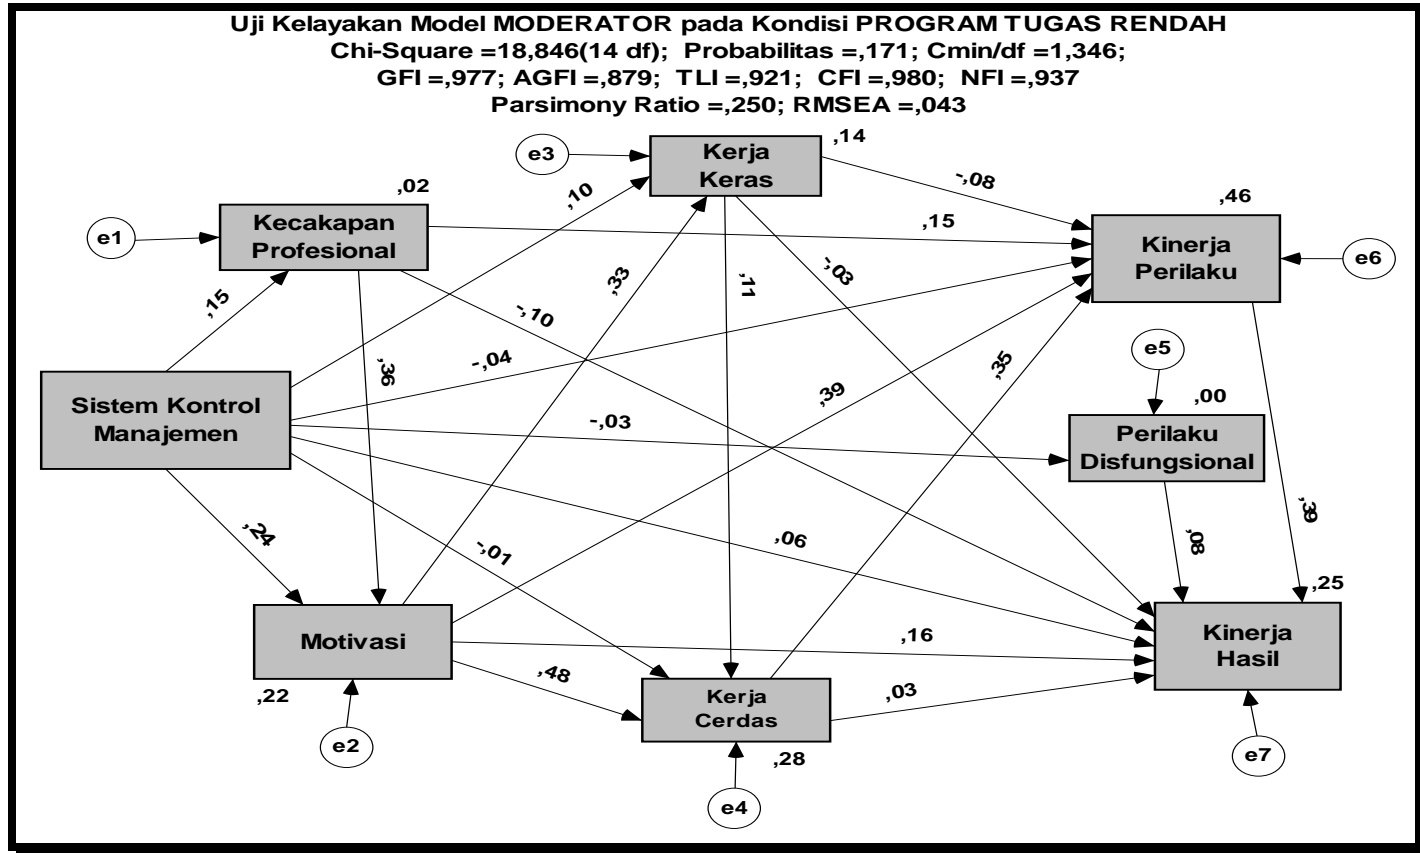 Uji Kelayakan Model MODERATOR pada Kondisi PROGRAM TUGAS RENDAH
Chi-Square =18,846(14 df); Probabilitas =,171; Cmin/df =1,346;
GFI =,977; AGFI =,879; TLI =,921; CFI =,980; NFI =,937
Parsimony Ratio =,250; RMSEA =,043
e3
Kerja
Keras
,14
-,08
,10
,02
,46
e1
Kecakapan
Profesional
,15
Kinerja
Perilaku
e6
,15
,33
,11
-,03
-,10
-,04
,36
,39
,35
e5
,00
Sistem Kontrol
Manajemen
-,03
Perilaku
Disfungsional
,39
,24
-,01
,06
,08
,25
Motivasi
,16
Kinerja
Hasil
,48
,22
Kerja
Cerdas
,03
e2
,28
e7
e4